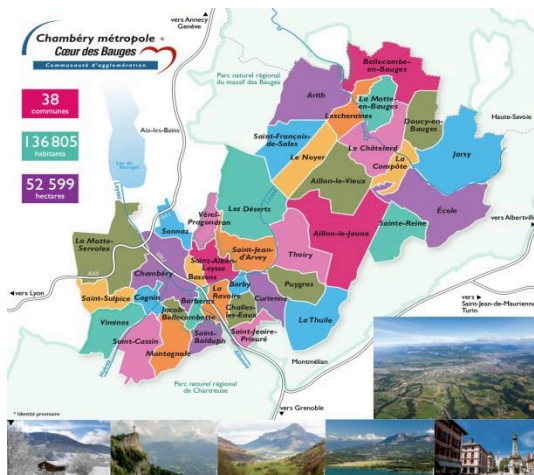 Chambéry métropole
Cœur des Bauges
Communauté d'agglomération
vers Annecy
Genève
38
communes
136 805
habitants
52 599
hectares
Parc naturel régional
du massif des Bauges
Aix-les-Bains
Lac du
Bourget
Haute-Savoie
Bellecombe-
en-Bauges
Arith
La Motte-
en-Bauges
Lescheraines
Doucy-en-
Bauges
Saint-François-
de-Sales
Le Châtelard
Jarsy
Le Noyer
La
Compôte
Aillon-le-Vieux
École
Les Déserts
Sainte-Reine
vers Albertville
Vérel-
Pragondran
Sonnaz
Aillon-le-Jeune
La Motte-
Servolex
Saint-Jean-
d'Arvey
Thoiry
Saint-Alban-
Leysse
Chambéry
Bassens
Puygros
A43
vers Lyon
Saint-Sulpice
Cognin
Barberaz
La
Ravoire
Barby
Curienne
Jacob-
Bellecombette
Challes-
les-Eaux
La Thuile
Vimines
Saint-
Baldoph
Saint-Jeoire-
Prieuré
Saint-Cassin
Montagnole
vers
Saint-Jean-de-Maurienne
Turin
Montmélian
Parc naturel régional
de Chartreuse
vers Grenoble
* Identité provisoire